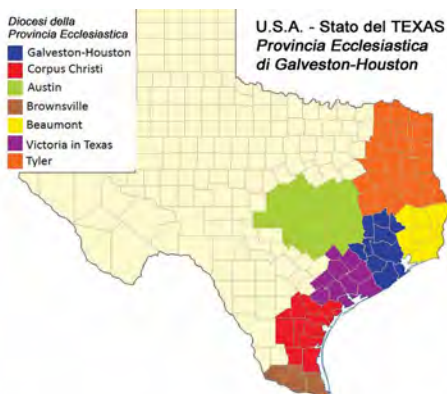 Diocesi della
Provincia Ecclesiastica
Galveston-Houston
Corpus Christi
Austin
Brownsville
Beaumont
Victoria in Texas
Tyler
U.S.A. - Stato del TEXAS
Provincia Ecclesiastica
di Galveston-Houston